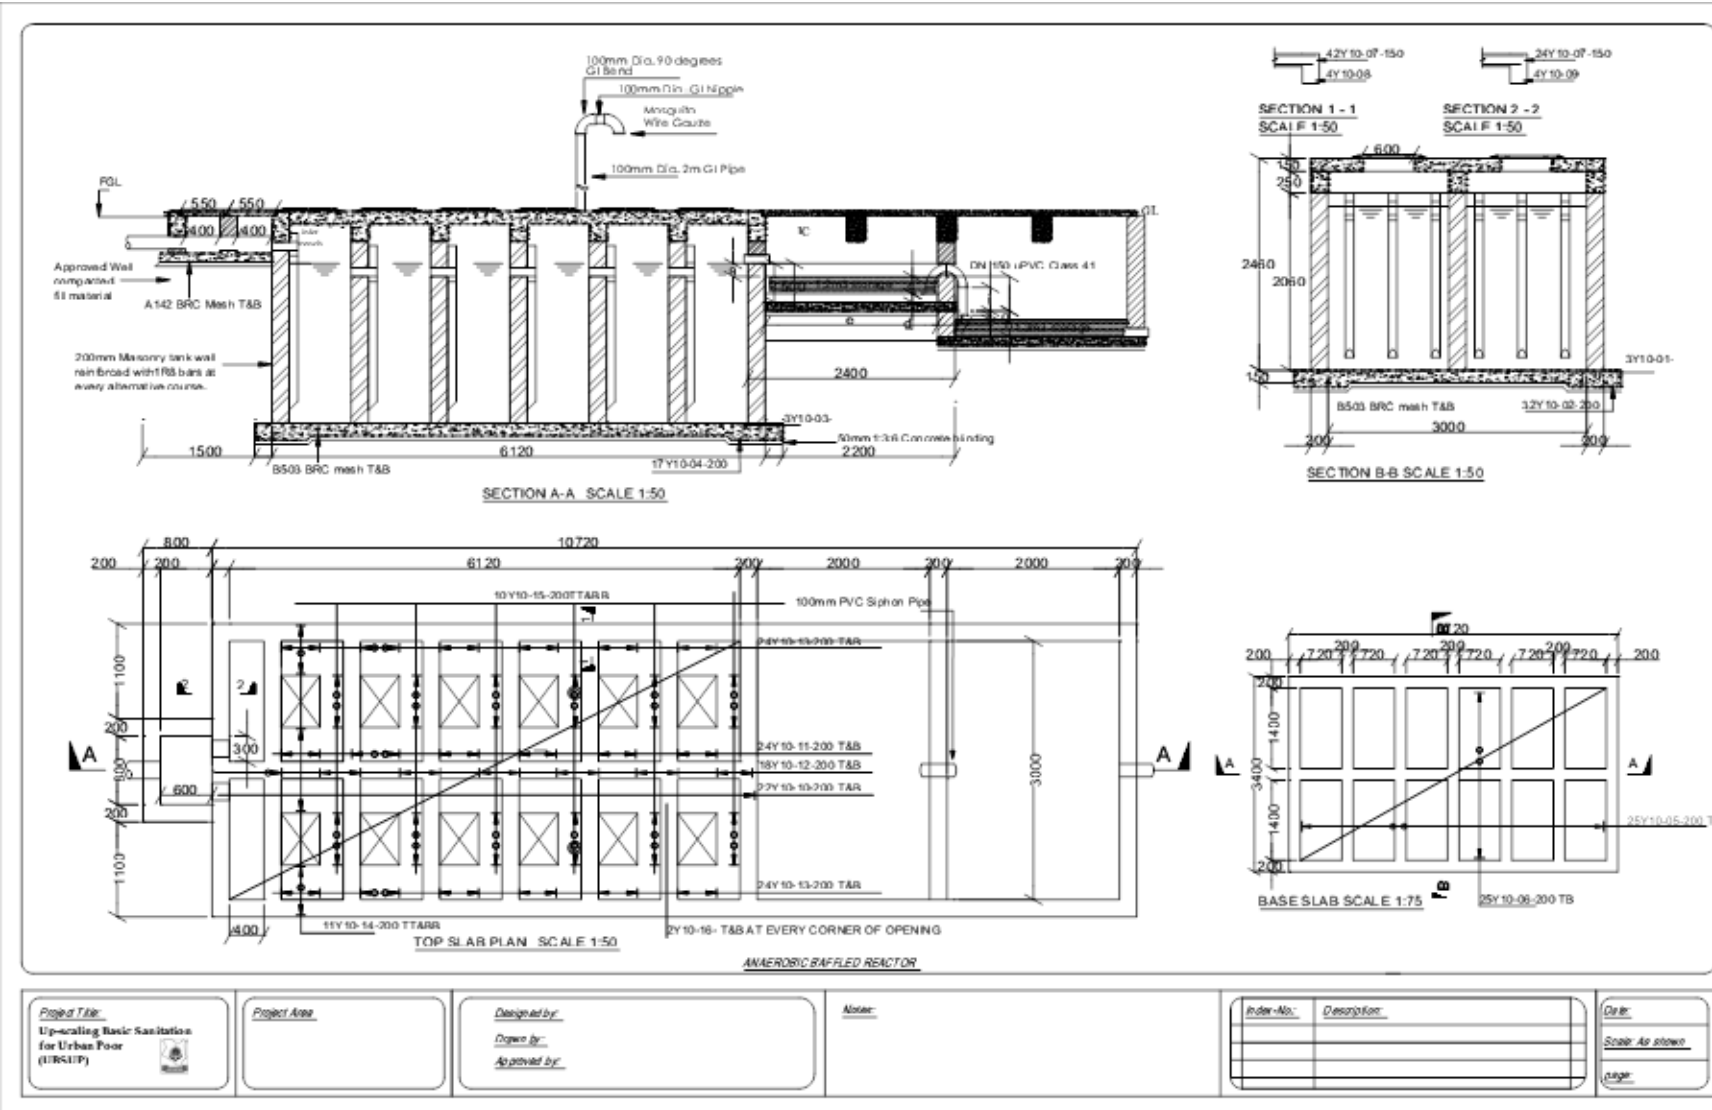 100mm Dia. 90 degrees
GI Bend
100mm Dia. GI Nipple
Mosquito
Wire Gauze
100mm Dia. 2m GI Pipe
FGL
550 550
400 400
GL
DN 150 uPVC Class 41
Approved Well
compacted
fill material
A142 BRC Mesh T&B
200mm Masonry tank wall
reinforced with 1R8 bars at
every alternative course.
2400
3Y10-03-
50mm 1:3:6 Concrete blinding
1500
6120
2200
B503 BRC mesh T&B
17Y10-04-200
SECTION A-A SCALE 1:50
42Y10-07-150
4Y10-08
SECTION 1 - 1
SCALE 1:50
24Y10-07-150
4Y10-09
SECTION 2 - 2
SCALE 1:50
600
150
250
2460
2060
150
3Y10-01-
B503 BRC mesh T&B
32Y10-02-200
200
3000
200
SECTION B-B SCALE 1:50
800
10720
200
200
6120
200
2000
200
2000
200
10Y10-15-200TT&BB
100mm PVC Siphon Pipe
24Y10-13-200 T&B
1100
2
2
200
300
A
A
24Y10-11-200 T&B
18Y10-12-200 T&B
22Y10-10-200 T&B
600
200
3000
1100
24Y10-13-200 T&B
400
11Y10-14-200 TT&BB
2Y10-16- T&B AT EVERY CORNER OF OPENING
TOP SLAB PLAN SCALE 1:50
200
200
200
200
200
720
720
720
720
720
720
200
1400
3400
1400
200
A
A
25Y10-05-200 T
B
25Y10-06-200 TB
BASE SLAB SCALE 1:75
ANAEROBIC BAFFLED REACTOR
Project Title:
Up-scaling Basic Sanitation
for Urban Poor
(UBSUP)
Project Area
Designed by:
Drawn by:
Approved by:
Notes:
Index-No.:
Description:
Date:
Scale: As shown
page: